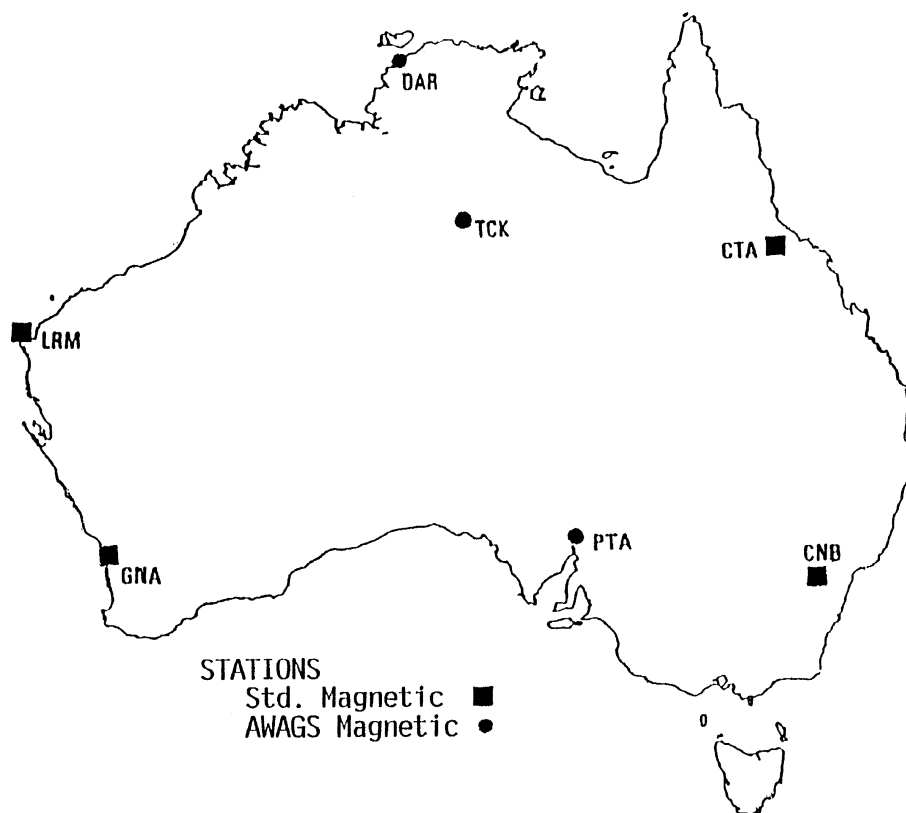 DAR
TCK
CTA
LRM
PTA
CNB
GNA
STATIONS
Std. Magnetic
AWAGS Magnetic